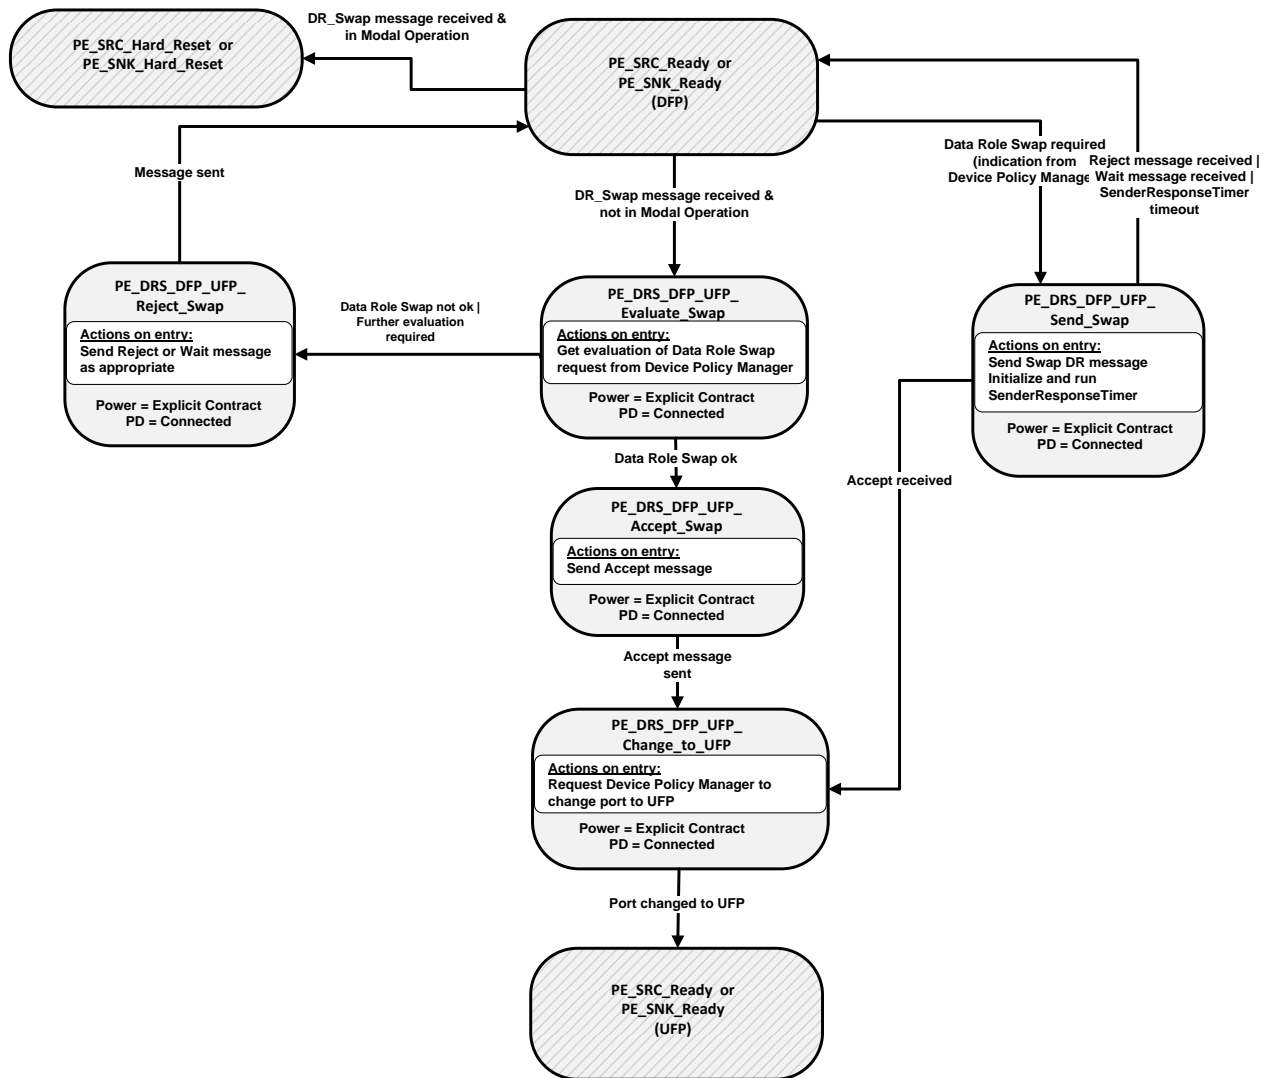 DR_Swap message received &
in Modal Operation
PE_SRC_Hard_Reset or
PE_SNK_Hard_Reset
PE_SRC_Ready or
PE_SNK_Ready
(DFP)
Message sent
DR_Swap message received &
not in Modal Operation
Data Role Swap required
(indication from
Device Policy Manage
Reject message received |
Wait message received |
SenderResponseTimer
timeout
PE_DRS_DFP_UFP_
Reject_Swap
Actions on entry:
Send Reject or Wait message
as appropriate
Power = Explicit Contract
PD = Connected
Data Role Swap not ok |
Further evaluation
required
PE_DRS_DFP_UFP_
Evaluate_Swap
Actions on entry:
Get evaluation of Data Role Swap
request from Device Policy Manager
Power = Explicit Contract
PD = Connected
PE_DRS_DFP_UFP_
Send_Swap
Actions on entry:
Send Swap DR message
Initialize and run
SenderResponseTimer
Power = Explicit Contract
PD = Connected
Data Role Swap ok
Accept received
PE_DRS_DFP_UFP_
Accept_Swap
Actions on entry:
Send Accept message
Power = Explicit Contract
PD = Connected
Accept message
sent
PE_DRS_DFP_UFP_
Change_to_UFP
Actions on entry:
Request Device Policy Manager to
change port to UFP
Power = Explicit Contract
PD = Connected
Port changed to UFP
PE_SRC_Ready or
PE_SNK_Ready
(UFP)